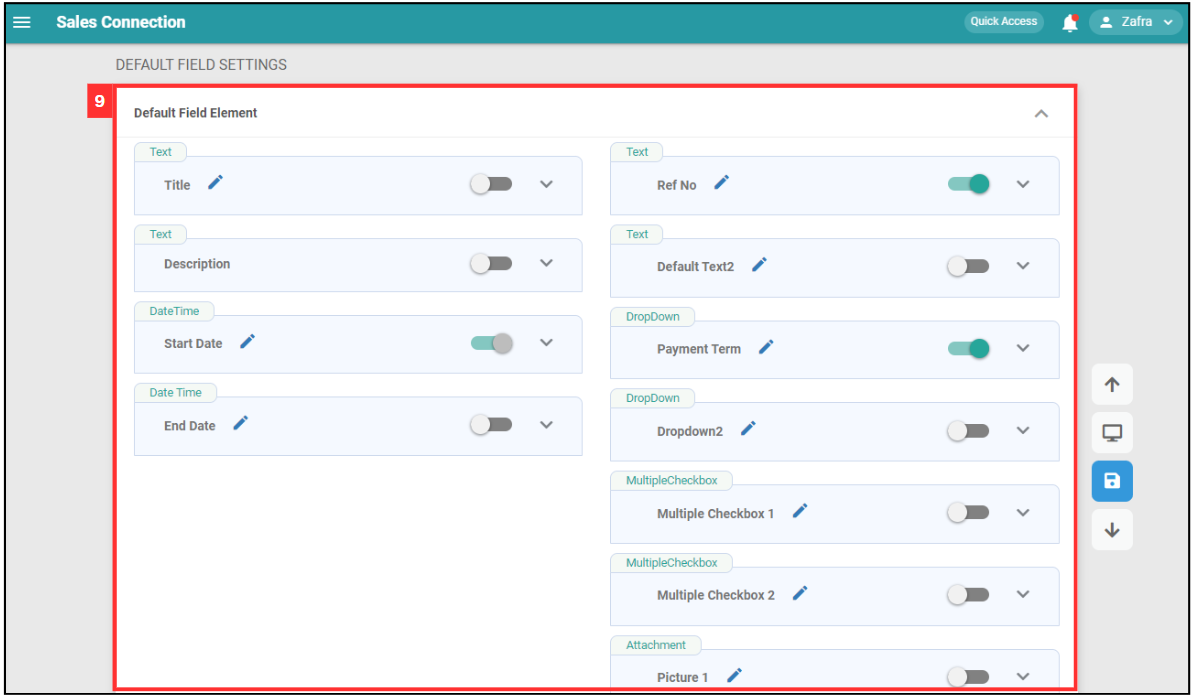 Sales Connection
Quick Access
Zafra
DEFAULT FIELD SETTINGS
9
Default Field Element
Text
Title
Text
Description
DateTime
Start Date
Date Time
End Date
Text
Ref No
Text
Default Text2
DropDown
Payment Term
DropDown
Dropdown2
MultipleCheckbox
Multiple Checkbox 1
MultipleCheckbox
Multiple Checkbox 2
Attachment
Picture 1